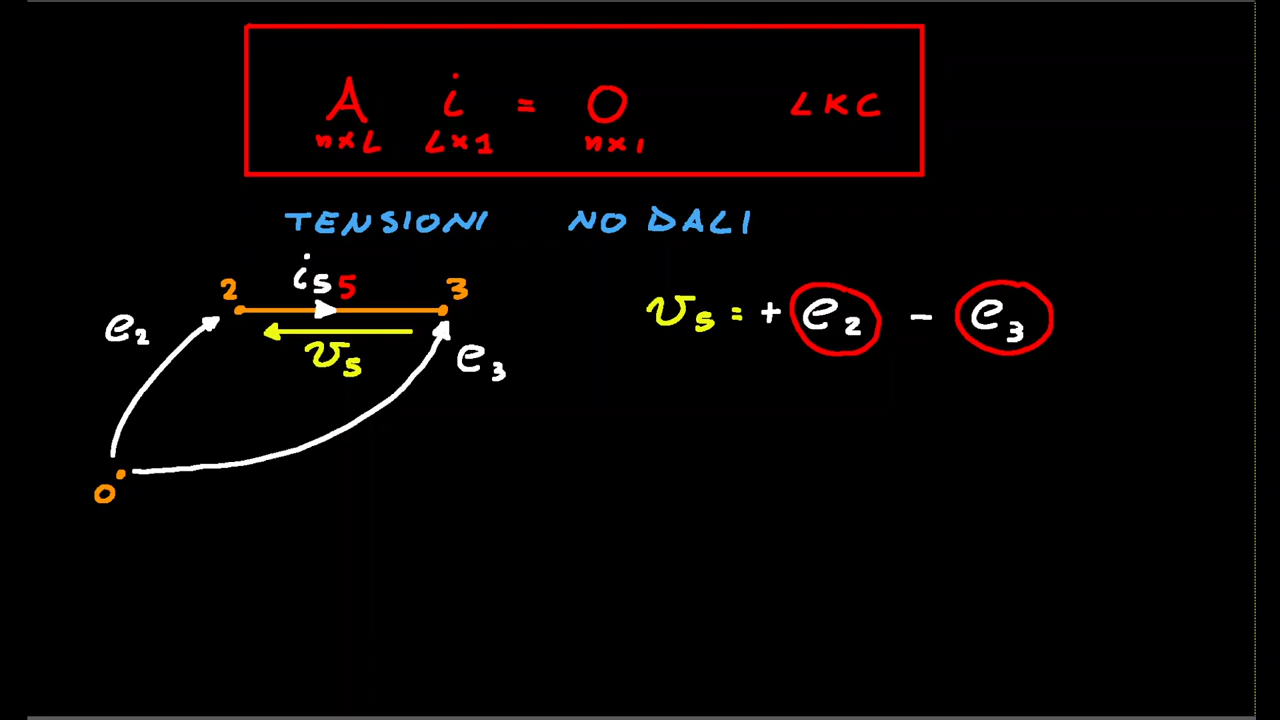 A i = 0 LKC
n×L L×1 n×1
TENSIONI NODALI
2 i5 5 3
e2 v5 e3
v5 = + e2 - e3
0